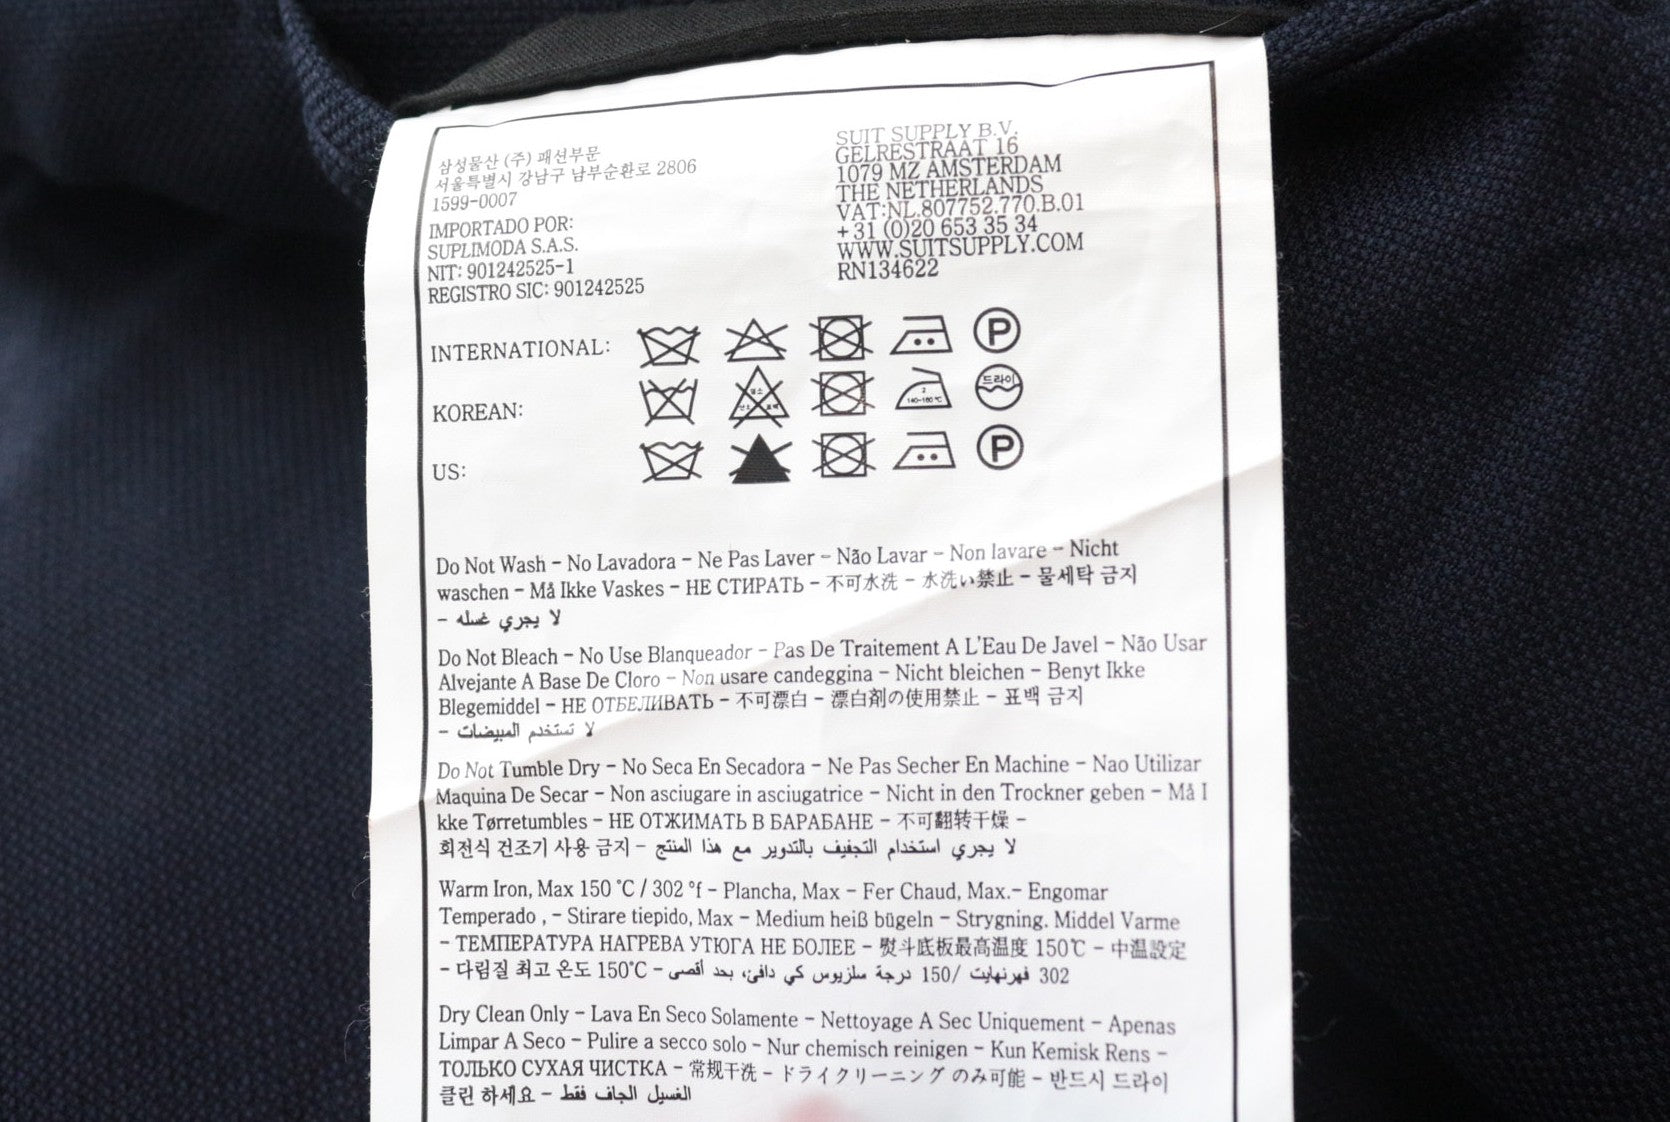 삼성물산 (주) 패션부문
서울특별시 강남구 남부순환로 2806
1599-0007
IMPORTADO POR:
SUPLIMODA S.A.S.
NIT: 901242525-1
REGISTRO SIC: 901242525
SUIT SUPPLY B.V.
GELRESTRAAT 16
1079 MZ AMSTERDAM
THE NETHERLANDS
VAT:NL.807752.770.B.01
+31 (0)20 653 35 34
WWW.SUITSUPPLY.COM
RN134622
INTERNATIONAL:
P
KOREAN:
2
140~160 ℃
드라이
US:
P
Do Not Wash - No Lavadora - Ne Pas Laver - Não Lavar - Non lavare - Nicht
waschen - Må Ikke Vaskes - НЕ СТИРАТЬ - 不可水洗 - 水洗い禁止 - 물세탁 금지
- لا يجري غسله
Do Not Bleach - No Use Blanqueador - Pas De Traitement A L'Eau De Javel - Não Usar
Alvejante A Base De Cloro - Non usare candeggina - Nicht bleichen - Benyt Ikke
Blegemiddel - НЕ ОТБЕЛИВАТЬ - 不可漂白 - 漂白剤の使用禁止 - 표백 금지
- لا تستخدم المبيضات
Do Not Tumble Dry - No Seca En Secadora - Ne Pas Secher En Machine - Nao Utilizar
Maquina De Secar - Non asciugare in asciugatrice - Nicht in den Trockner geben - Må I
kke Tørretumbles - НЕ ОТЖИМАТЬ В БАРАБАНЕ - 不可翻转干燥 -
회전식 건조기 사용 금지 - لا يجري استخدام التجفيف بالتدوير مع هذا المنتج
Warm Iron, Max 150 °C / 302 °f - Plancha, Max - Fer Chaud, Max.- Engomar
Temperado , - Stirare tiepido, Max - Medium heiß bügeln - Strygning. Middel Varme
- ТЕМПЕРАТУРА НАГРЕВА УТЮГА НЕ БОЛЕЕ - 熨斗底板最高温度 150℃ - 中温設定
- 다림질 최고 온도 150℃ - كي دافئ، بحد أقصى 150 درجة سلزيوس/ 302 فهرنهايت
Dry Clean Only - Lava En Seco Solamente - Nettoyage A Sec Uniquement - Apenas
Limpar A Seco - Pulire a secco solo - Nur chemisch reinigen - Kun Kemisk Rens -
ТОЛЬКО СУХАЯ ЧИСТКА - 常规干洗 - ドライクリーニング のみ可能 - 반드시 드라이
클린 하세요 - الغسيل الجاف فقط